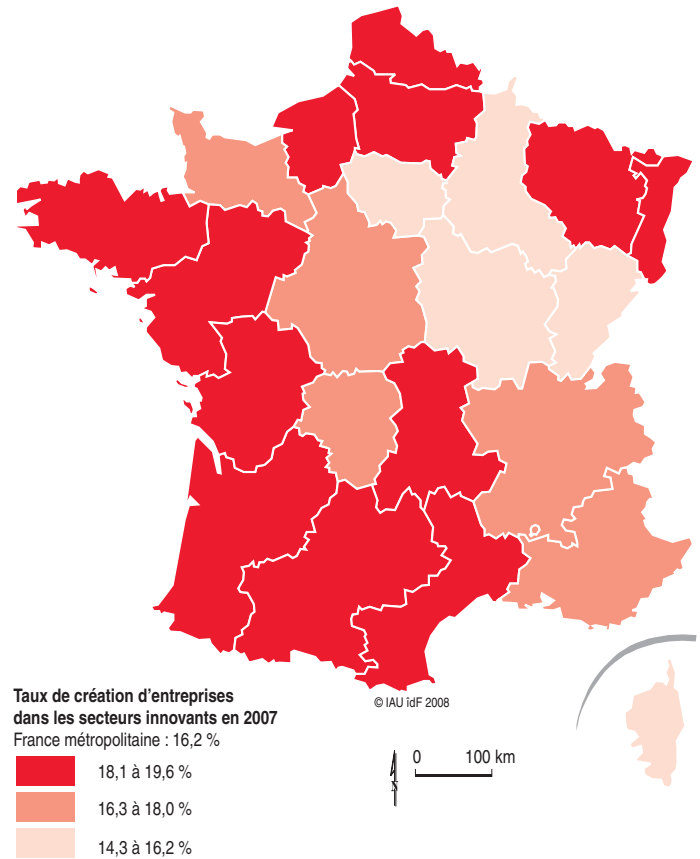 Taux de création d'entreprises
dans les secteurs innovants en 2007
France métropolitaine : 16,2 %
18,1 à 19,6 %
16,3 à 18,0 %
14,3 à 16,2 %
© IAU îdF 2008
N
0 100 km